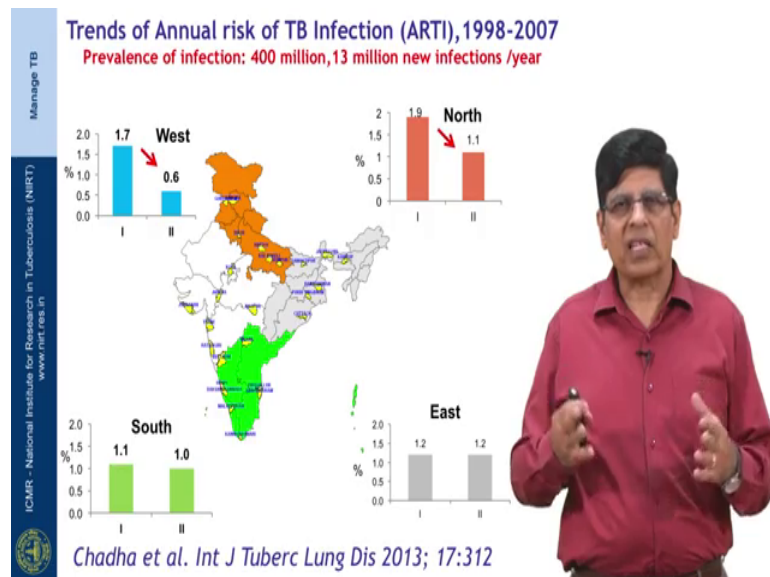 Trends of Annual risk of TB Infection (ARTI),1998-2007
Prevalence of infection: 400 million,13 million new infections /year
Manage TB
ICMR - National Institute for Research in Tuberculosis (NIRT)
www.nirt.res.in
West
2.0
1.5
1.0
0.5
0.0
%
1.7
0.6
I
II
North
2
1.5
1
0.5
0
%
1.9
1.1
I
II
South
2.0
1.5
1.0
0.5
0.0
%
1.1
1.0
I
II
East
2.0
1.5
1.0
0.5
0.0
%
1.2
1.2
I
II
Chadha et al. Int J Tuberc Lung Dis 2013; 17:312